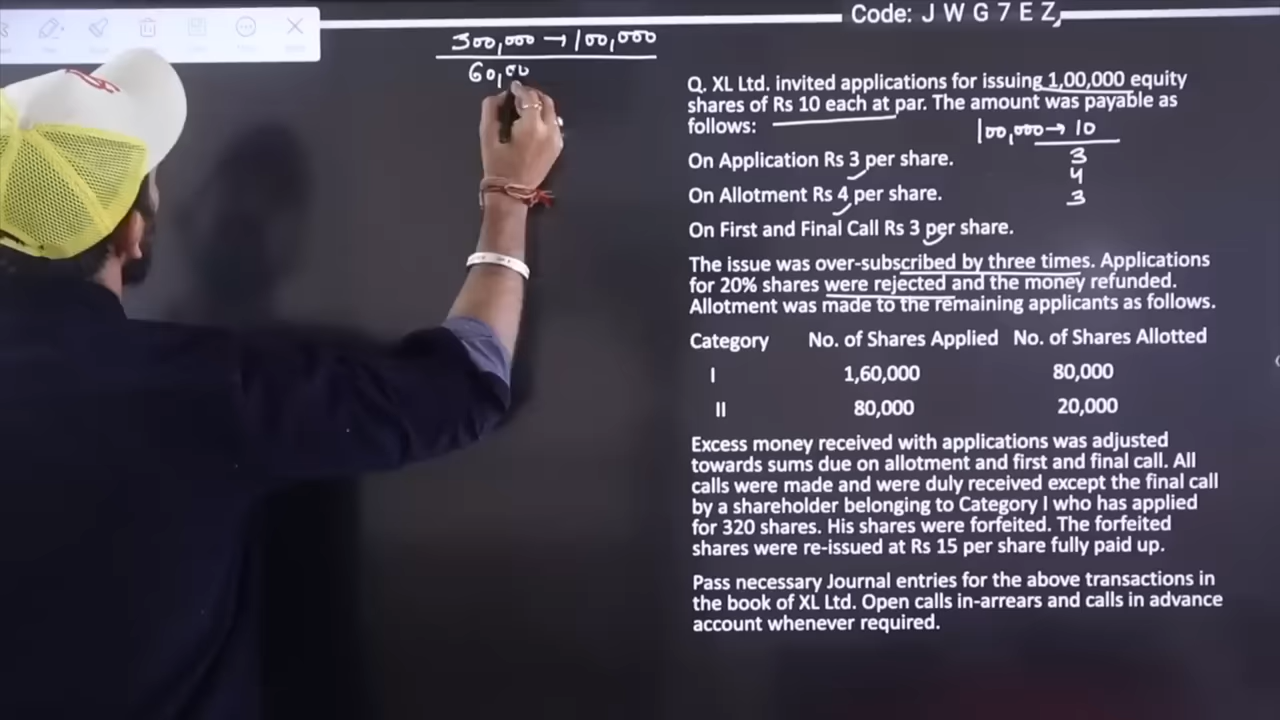 Code: J W G 7 E Z
300,000 → 100,000
60,00
Q. XL Ltd. invited applications for issuing 1,00,000 equity
shares of Rs 10 each at par. The amount was payable as
follows:
100,000 → 10
On Application Rs 3 per share.
3
4
On Allotment Rs 4 per share.
3
On First and Final Call Rs 3 per share.
The issue was over-subscribed by three times. Applications
for 20% shares were rejected and the money refunded.
Allotment was made to the remaining applicants as follows.
Category No. of Shares Applied No. of Shares Allotted
I 1,60,000 80,000
II 80,000 20,000
Excess money received with applications was adjusted
towards sums due on allotment and first and final call. All
calls were made and were duly received except the final call
by a shareholder belonging to Category I who has applied
for 320 shares. His shares were forfeited. The forfeited
shares were re-issued at Rs 15 per share fully paid up.
Pass necessary Journal entries for the above transactions in
the book of XL Ltd. Open calls in-arrears and calls in advance
account whenever required.